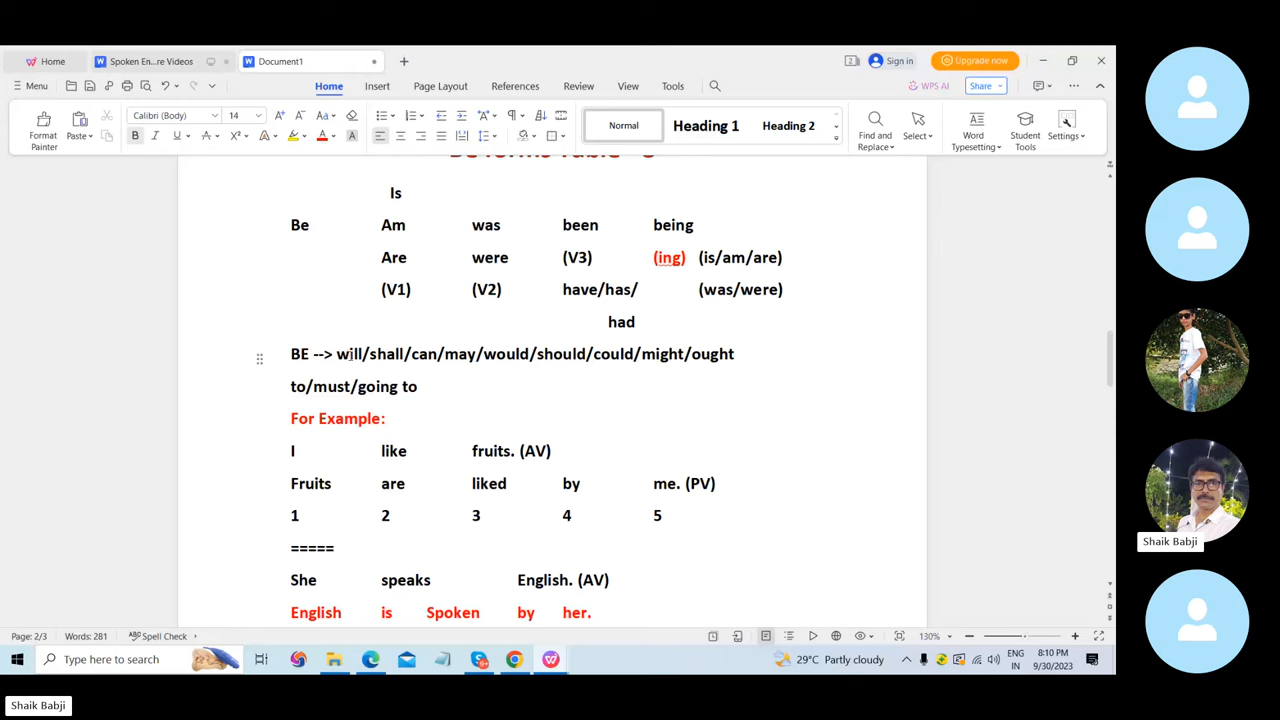 Home
Spoken En...re Videos
Document1
Sign in
Upgrade now
Menu
Home
Insert
Page Layout
References
Review
View
Tools
WPS AI
Share
Format Painter
Paste
Calibri (Body)
14
Normal
Heading 1
Heading 2
Find and Replace
Select
Word Typesetting
Student Tools
Settings
Is
Be Am was been being
Are were (V3) (ing) (is/am/are)
(V1) (V2) have/has/ (was/were)
had
BE --> will/shall/can/may/would/should/could/might/ought
to/must/going to
For Example:
I like fruits. (AV)
Fruits are liked by me. (PV)
1 2 3 4 5
=====
She speaks English. (AV)
English is Spoken by her.
Shaik Babji
Page: 2/3 Words: 281 Spell Check 130%
Type here to search
29°C Partly cloudy
ENG IN
8:10 PM
9/30/2023
Shaik Babji